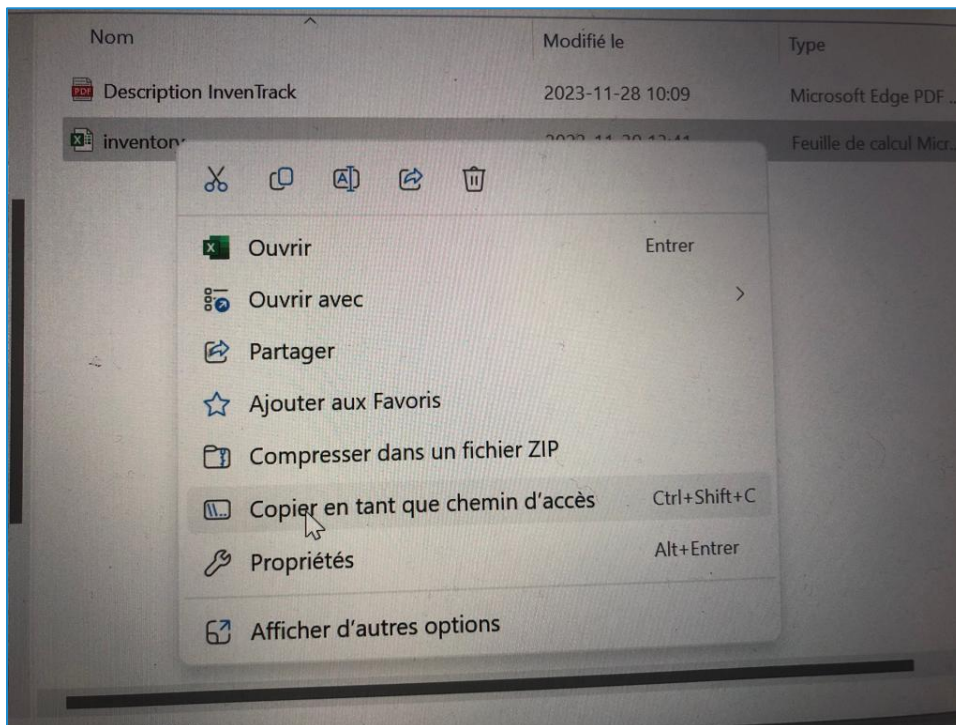 Nom Modifié le Type
PDF Description InvenTrack 2023-11-28 10:09 Microsoft Edge PDF ...
inventory Feuille de calcul Micr...
Ouvrir Entrer
Ouvrir avec
Partager
Ajouter aux Favoris
Compresser dans un fichier ZIP
Copier en tant que chemin d'accès Ctrl+Shift+C
Propriétés Alt+Entrer
Afficher d'autres options